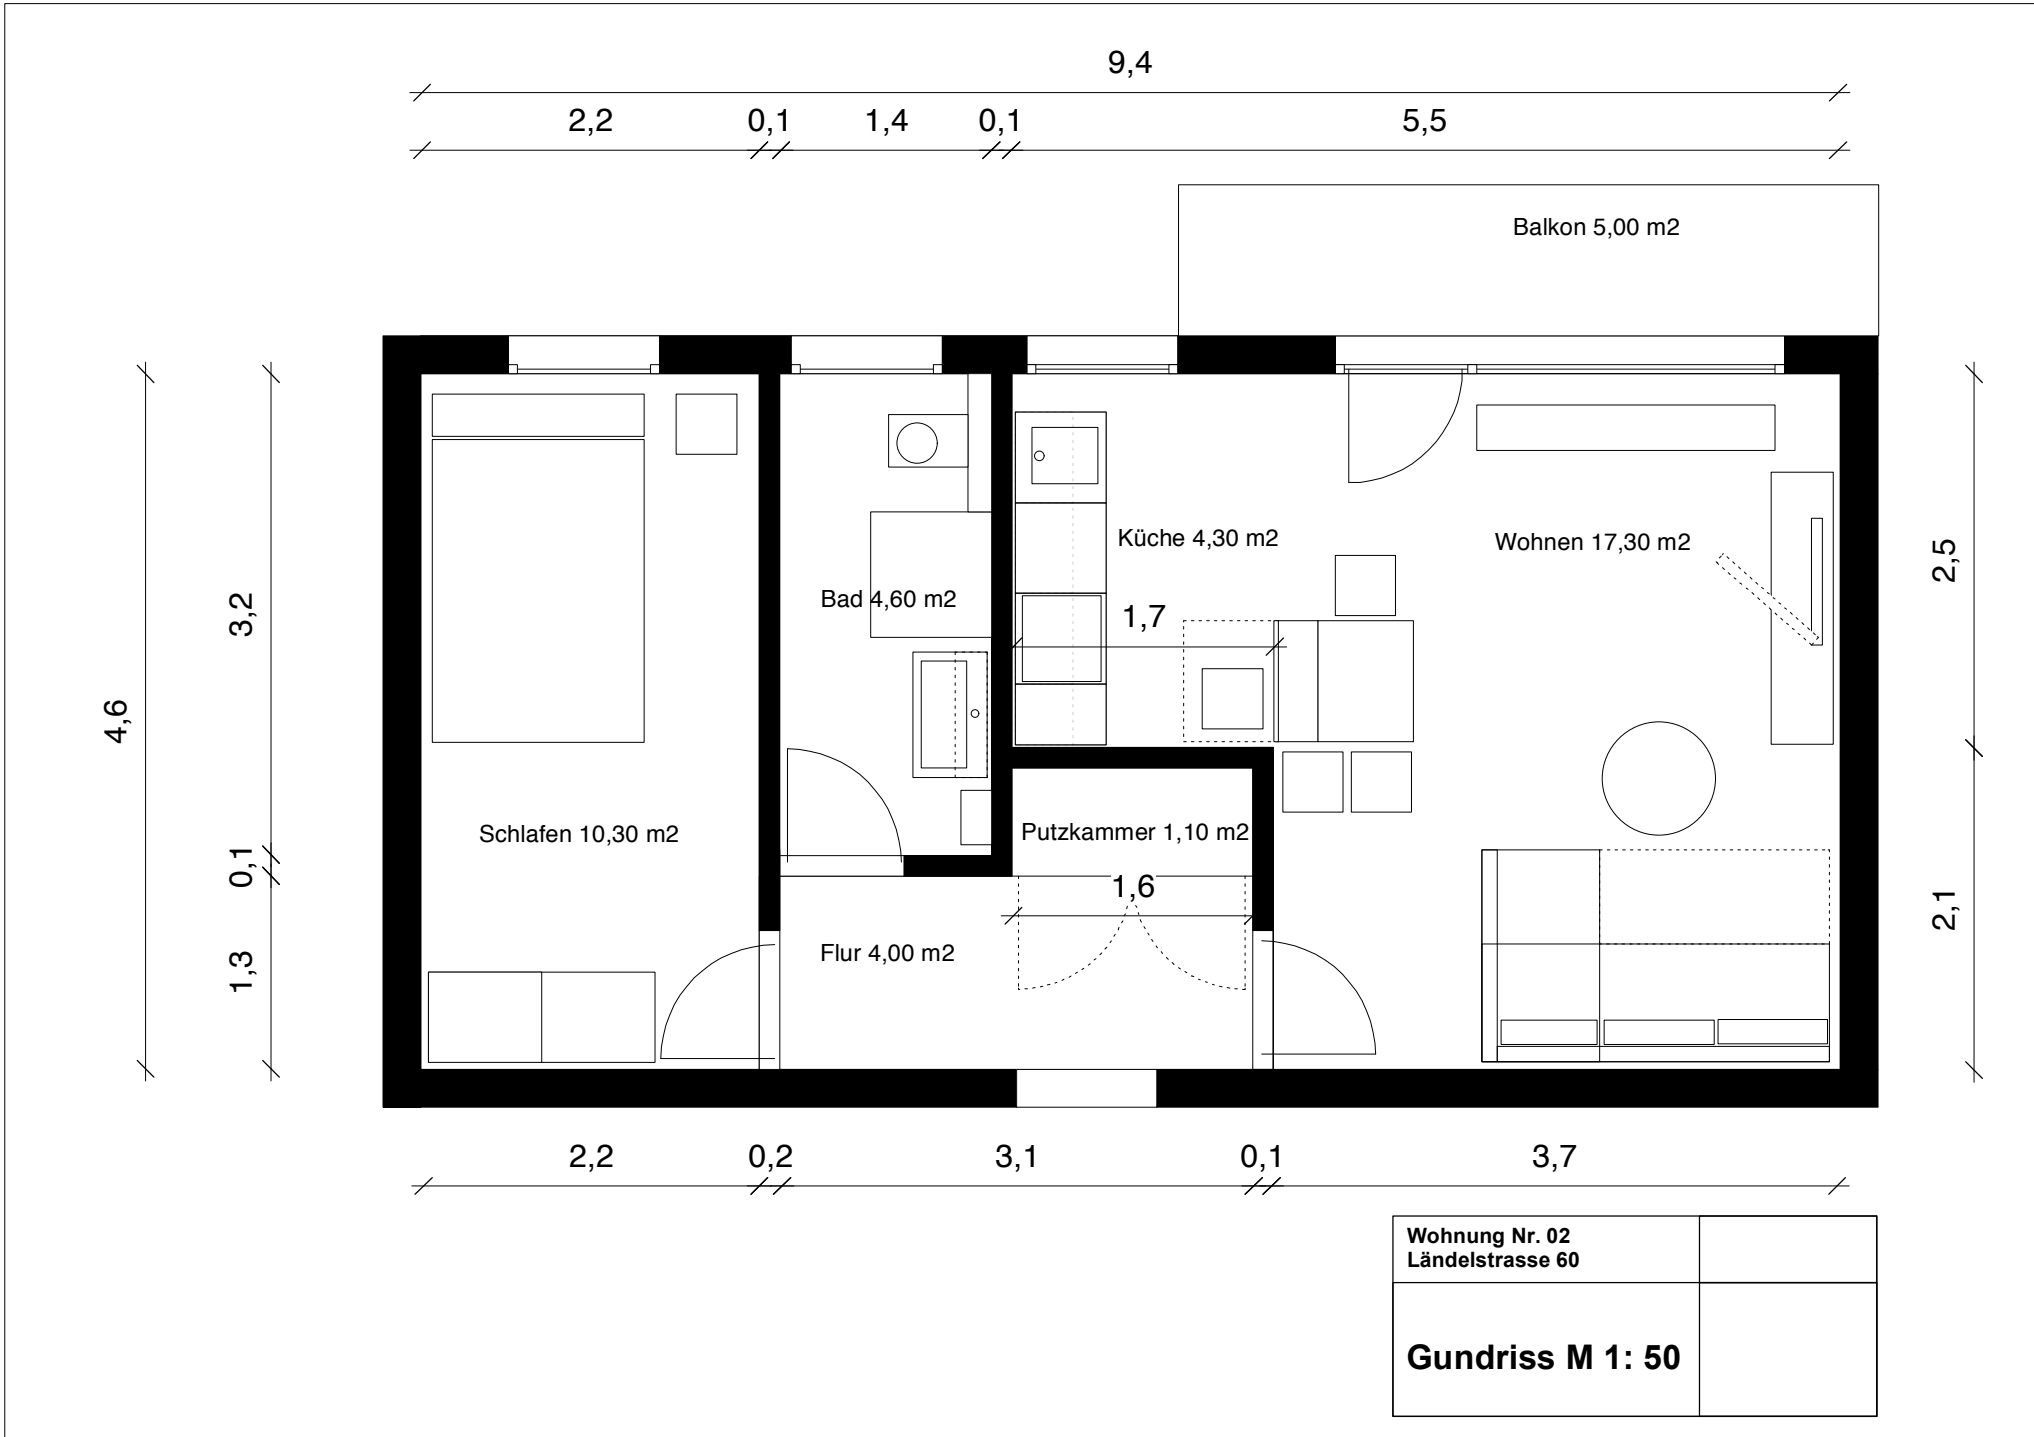 9,4
2,2 0,1 1,4 0,1 5,5
Balkon 5,00 m2
Küche 4,30 m2
Wohnen 17,30 m2
2,5
3,2
Bad 4,60 m2
1,7
4,6
Schlafen 10,30 m2
Putzkammer 1,10 m2
0,1
1,6
2,1
Flur 4,00 m2
1,3
2,2 0,2 3,1 0,1 3,7
Wohnung Nr. 02
Ländelstrasse 60
Gundriss M 1: 50